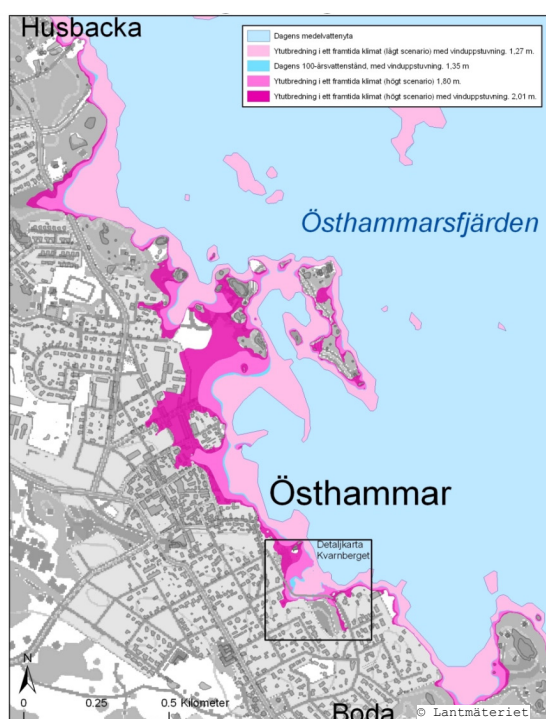 Husbacka
Dagens medelvattenyta
Ytutbredning i ett framtida klimat (lågt scenario) med vinduppstuvning. 1,27 m.
Dagens 100-årsvattenstånd, med vinduppstuvning. 1,35 m
Ytutbredning i ett framtida klimat (högt scenario) 1,80 m.
Ytutbredning i ett framtida klimat (högt scenario) med vinduppstuvning. 2,01 m.
Östhammarsfjärden
Östhammar
Detaljkarta
Kvarnberget
N
0 0.25 0.5 Kilometer
Boda
© Lantmäteriet